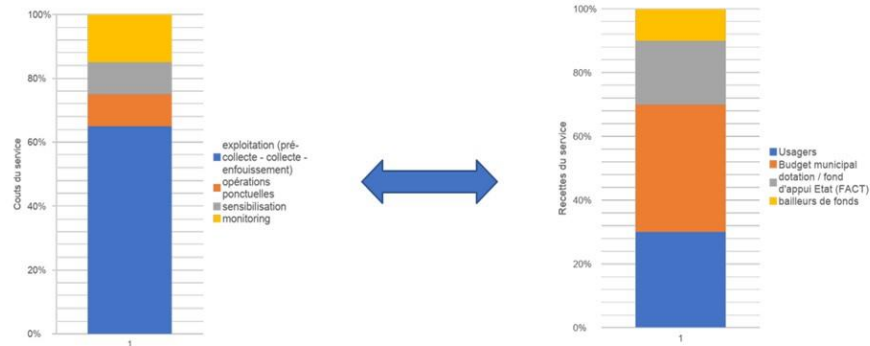 100%
80%
60%
40%
20%
0%
Couts du service
1
exploitation (pré-
collecte - collecte -
enfouissement)
opérations
ponctuelles
sensibilisation
monitoring
100%
80%
60%
40%
20%
0%
Recettes du service
1
Usagers
Budget municipal
dotation / fond
d'appui Etat (FACT)
bailleurs de fonds